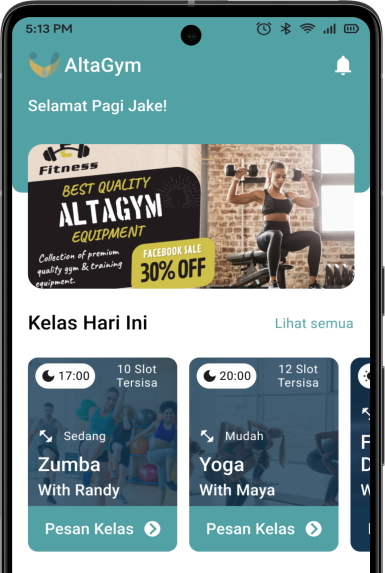 5:13 PM
AltaGym
Selamat Pagi Jake!
Fitness
BEST QUALITY
ALTAGYM
EQUIPMENT
Collection of premium
quality gym & training
equipment.
FACEBOOK SALE
30% OFF
Kelas Hari Ini
Lihat semua
17:00
10 Slot
Tersisa
Sedang
Zumba
With Randy
Pesan Kelas
20:00
12 Slot
Tersisa
Mudah
Yoga
With Maya
Pesan Kelas